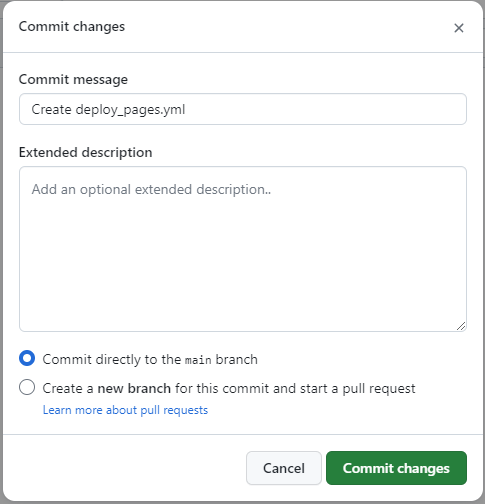 Commit changes
Commit message
Create deploy_pages.yml
Extended description
Add an optional extended description..
Commit directly to the main branch
Create a new branch for this commit and start a pull request
Learn more about pull requests
Cancel
Commit changes